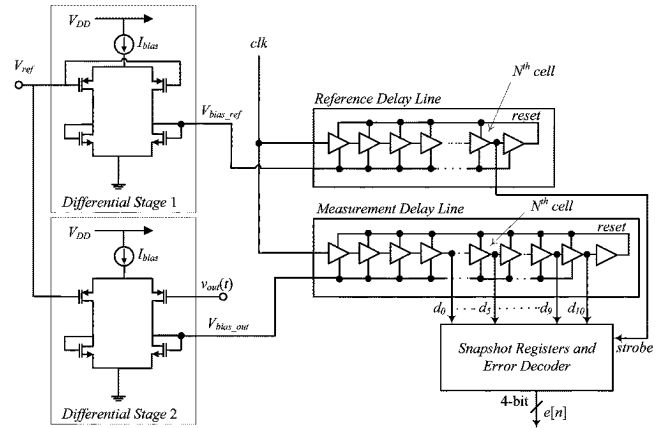 V_DD
I_bias
V_ref
V_bias_ref
Differential Stage 1
V_DD
I_bias
v_out(t)
V_bias_out
Differential Stage 2
clk
N^th cell
Reference Delay Line
reset
Measurement Delay Line
N^th cell
reset
d_0 d_5 d_9 d_10
Snapshot Registers and
Error Decoder
strobe
4-bit
e[n]